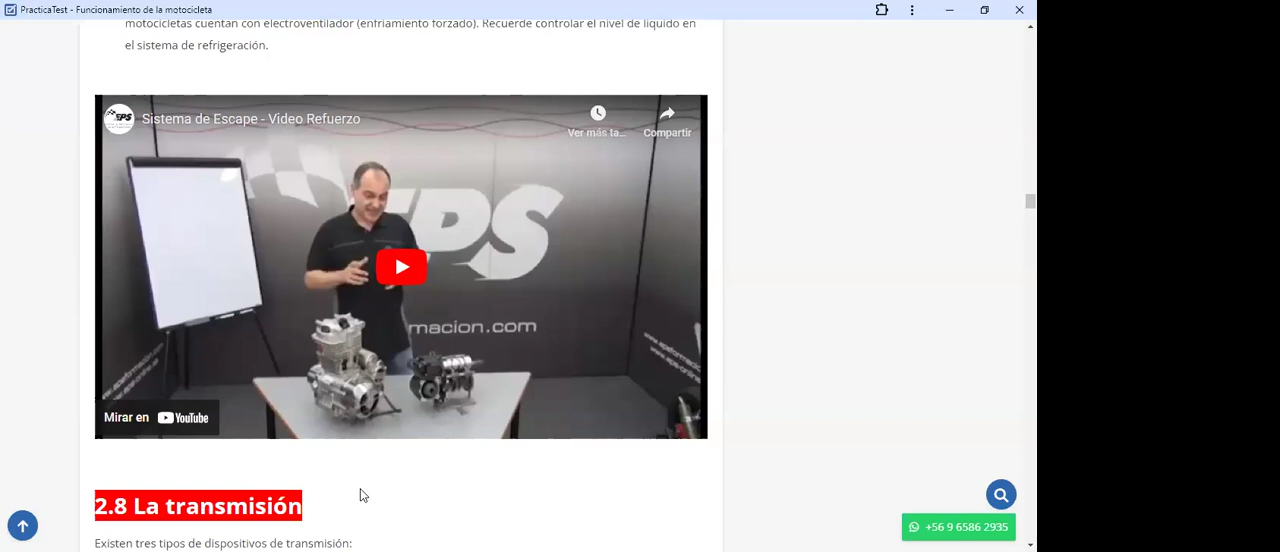 PracticaTest - Funcionamiento de la motocicleta
motocicletas cuentan con electroventilador (enfriamiento forzado). Recuerde controlar el nivel de líquido en
el sistema de refrigeración.
EPS
Sistema de Escape - Video Refuerzo
Ver más ta...
Compartir
EPS
macion.com
Mirar en YouTube
2.8 La transmisión
Existen tres tipos de dispositivos de transmisión:
+56 9 6586 2935